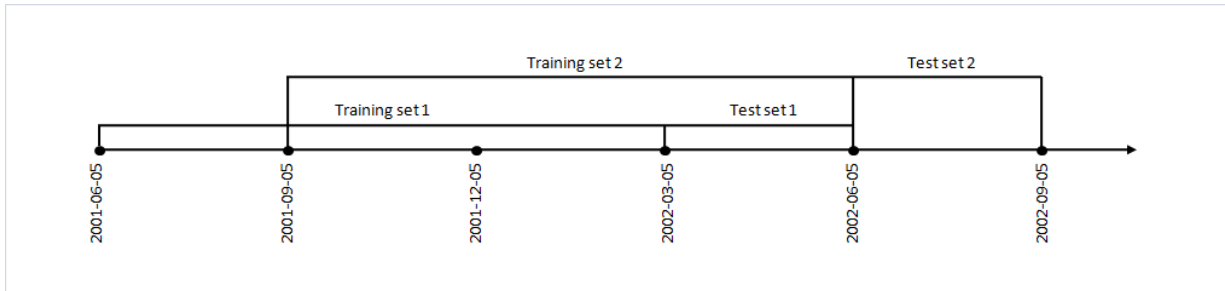 Training set 2
Test set 2
Training set 1
Test set 1
2001-06-05
2001-09-05
2001-12-05
2002-03-05
2002-06-05
2002-09-05